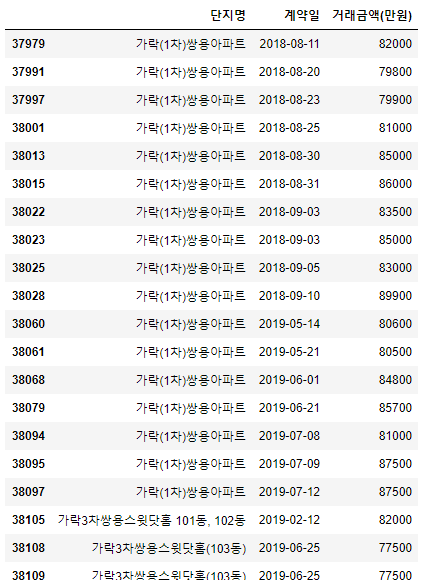 단지명 계약일 거래금액(만원)
37979 가락(1차)쌍용아파트 2018-08-11 82000
37991 가락(1차)쌍용아파트 2018-08-20 79800
37997 가락(1차)쌍용아파트 2018-08-23 79900
38001 가락(1차)쌍용아파트 2018-08-25 81000
38013 가락(1차)쌍용아파트 2018-08-30 85000
38015 가락(1차)쌍용아파트 2018-08-31 86000
38022 가락(1차)쌍용아파트 2018-09-03 83500
38023 가락(1차)쌍용아파트 2018-09-03 85000
38025 가락(1차)쌍용아파트 2018-09-05 83000
38028 가락(1차)쌍용아파트 2018-09-10 89900
38060 가락(1차)쌍용아파트 2019-05-14 80600
38061 가락(1차)쌍용아파트 2019-05-21 80500
38068 가락(1차)쌍용아파트 2019-06-01 84800
38079 가락(1차)쌍용아파트 2019-06-21 85700
38094 가락(1차)쌍용아파트 2019-07-08 81000
38095 가락(1차)쌍용아파트 2019-07-09 87500
38097 가락(1차)쌍용아파트 2019-07-12 87500
38105 가락3차쌍용스윗닷홈 101동, 102동 2019-02-12 82000
38108 가락3차쌍용스윗닷홈(103동) 2019-06-25 77500
38109 가락3차쌍용스윗닷홈(103동) 2019-06-25 77500